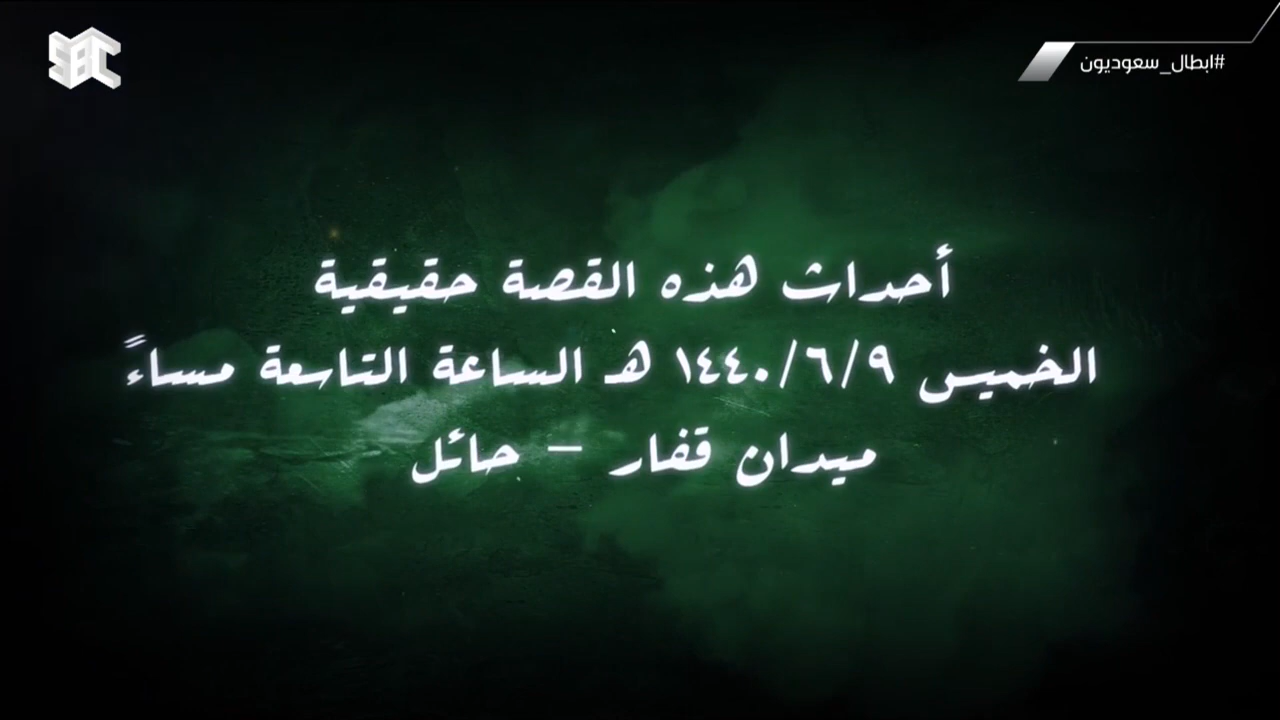 SBC
#ابطال_سعوديون
أحداث هذه القصة حقيقية
الخميس ١٤٤٠/٦/٩ هـ الساعة التاسعة مساءً
ميدان قفار – حائل